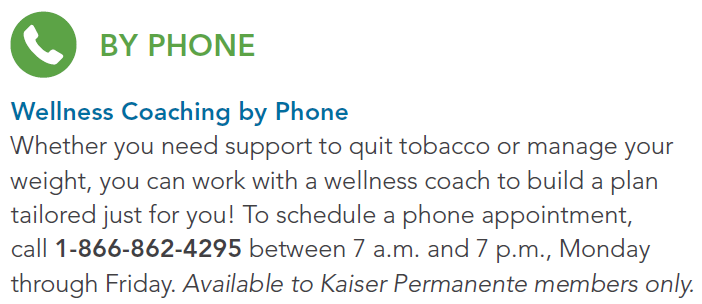 BY PHONE
Wellness Coaching by Phone
Whether you need support to quit tobacco or manage your
weight, you can work with a wellness coach to build a plan
tailored just for you! To schedule a phone appointment,
call 1-866-862-4295 between 7 a.m. and 7 p.m., Monday
through Friday. Available to Kaiser Permanente members only.